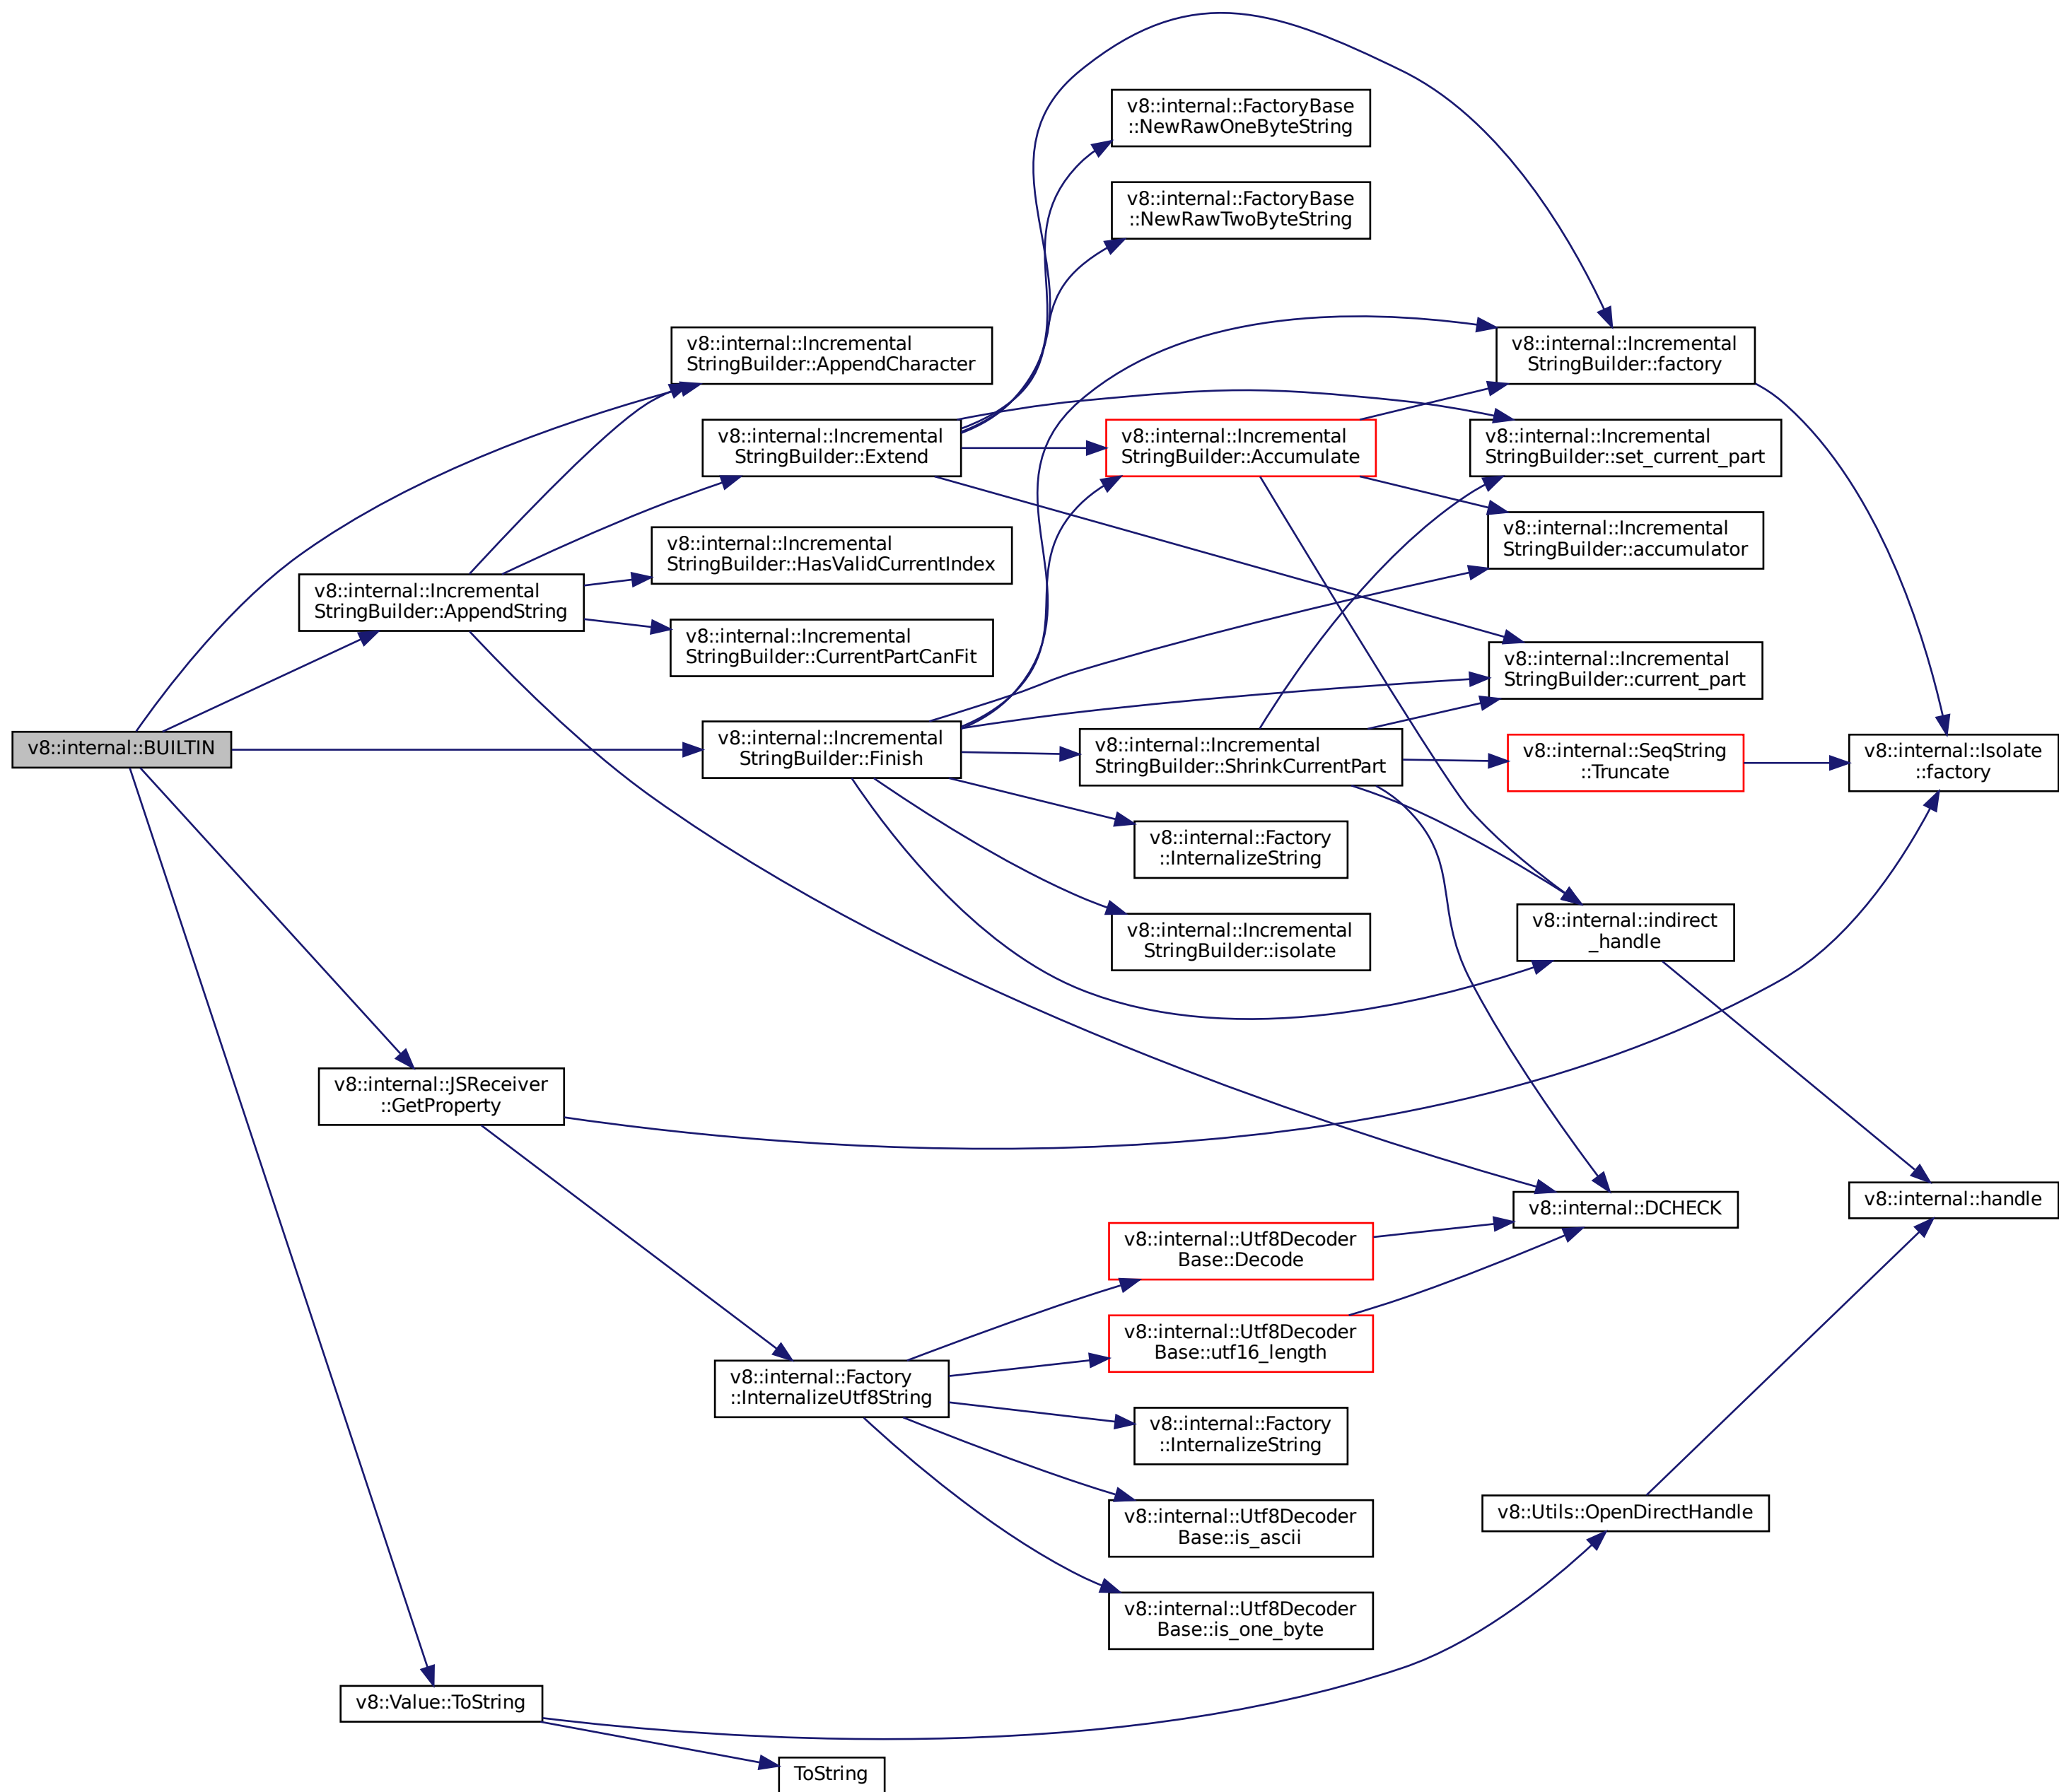 v8::internal::FactoryBase
::NewRawOneByteString
v8::internal::FactoryBase
::NewRawTwoByteString
v8::internal::Incremental
StringBuilder::AppendCharacter
v8::internal::Incremental
StringBuilder::factory
v8::internal::Incremental
StringBuilder::Extend
v8::internal::Incremental
StringBuilder::Accumulate
v8::internal::Incremental
StringBuilder::set_current_part
v8::internal::Incremental
StringBuilder::HasValidCurrentIndex
v8::internal::Incremental
StringBuilder::accumulator
v8::internal::Incremental
StringBuilder::AppendString
v8::internal::Incremental
StringBuilder::CurrentPartCanFit
v8::internal::Incremental
StringBuilder::current_part
v8::internal::BUILTIN
v8::internal::Incremental
StringBuilder::Finish
v8::internal::Incremental
StringBuilder::ShrinkCurrentPart
v8::internal::SeqString
::Truncate
v8::internal::Isolate
::factory
v8::internal::Factory
::InternalizeString
v8::internal::Incremental
StringBuilder::isolate
v8::internal::indirect
_handle
v8::internal::JSReceiver
::GetProperty
v8::internal::DCHECK
v8::internal::handle
v8::internal::Utf8Decoder
Base::Decode
v8::internal::Utf8Decoder
Base::utf16_length
v8::internal::Factory
::InternalizeUtf8String
v8::internal::Factory
::InternalizeString
v8::internal::Utf8Decoder
Base::is_ascii
v8::Utils::OpenDirectHandle
v8::internal::Utf8Decoder
Base::is_one_byte
v8::Value::ToString
ToString